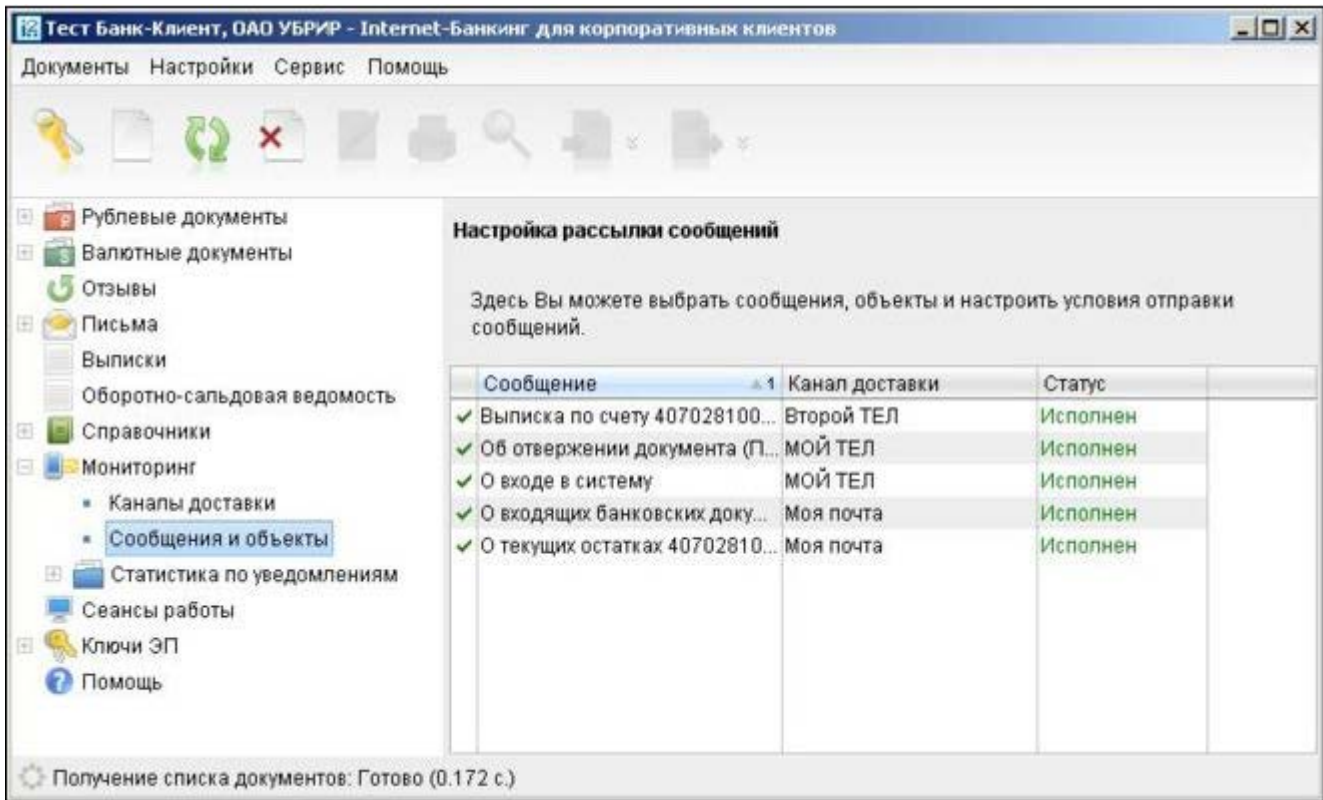 Тест Банк-Клиент, ОАО УБРИР - Internet-Банкинг для корпоративных клиентов
Документы Настройки Сервис Помощь
Рублевые документы
Валютные документы
Отзывы
Письма
Выписки
Оборотно-сальдовая ведомость
Справочники
Мониторинг
Каналы доставки
Сообщения и объекты
Статистика по уведомлениям
Сеансы работы
Ключи ЭП
Помощь
Настройка рассылки сообщений
Здесь Вы можете выбрать сообщения, объекты и настроить условия отправки
сообщений.
Сообщение 1 Канал доставки Статус
Выписка по счету 407028100... Второй ТЕЛ Исполнен
Об отвержении документа (П... МОЙ ТЕЛ Исполнен
О входе в систему МОЙ ТЕЛ Исполнен
О входящих банковских доку... Моя почта Исполнен
О текущих остатках 40702810... Моя почта Исполнен
Получение списка документов: Готово (0.172 с.)